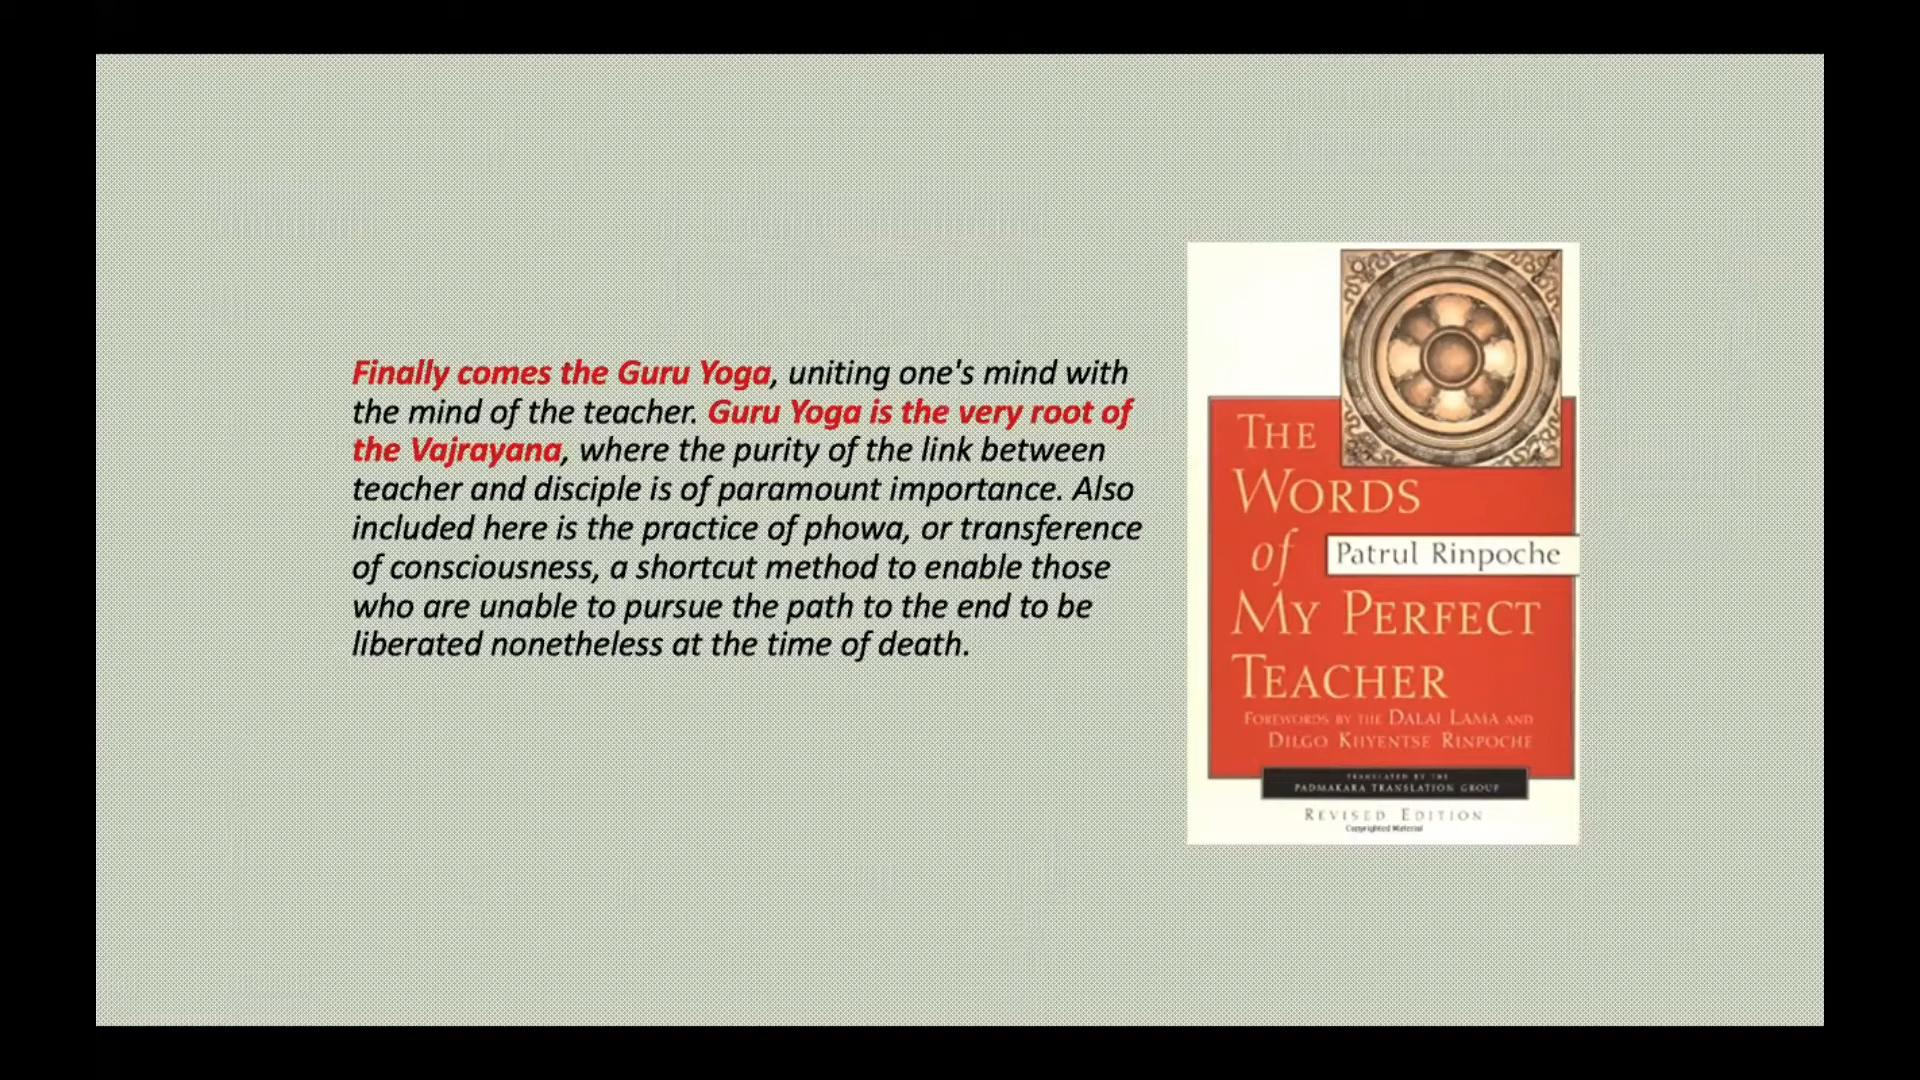 Finally comes the Guru Yoga, uniting one's mind with
the mind of the teacher. Guru Yoga is the very root of
the Vajrayana, where the purity of the link between
teacher and disciple is of paramount importance. Also
included here is the practice of phowa, or transference
of consciousness, a shortcut method to enable those
who are unable to pursue the path to the end to be
liberated nonetheless at the time of death.
THE
WORDS
of
Patrul Rinpoche
MY PERFECT
TEACHER
FOREWORDS BY THE DALAI LAMA AND
DILGO KHYENTSE RINPOCHE
TRANSLATED BY THE
PADMAKARA TRANSLATION GROUP
REVISED EDITION
Copyrighted Material